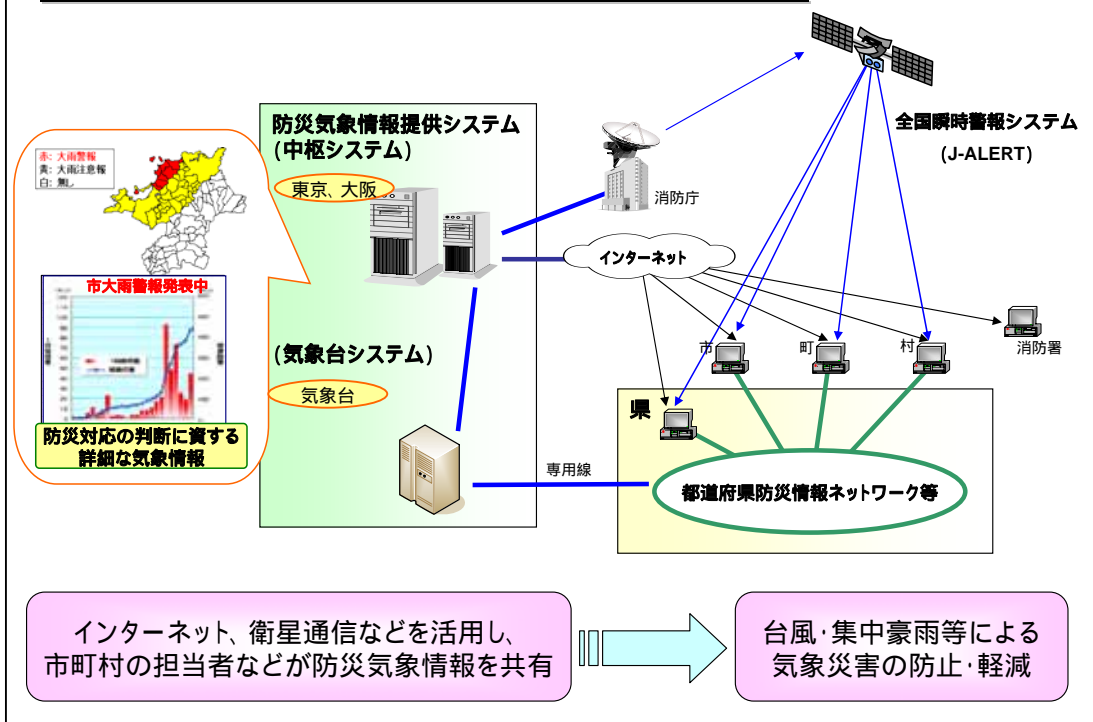 防災気象情報提供システム
(中枢システム)
東京、大阪
赤: 大雨警報
黄: 大雨注意報
白: 無し
市大雨警報発表中
防災対応の判断に資する
詳細な気象情報
(気象台システム)
気象台
消防庁
全国瞬時警報システム
(J-ALERT)
インターネット
市
町
村
消防署
県
専用線
都道府県防災情報ネットワーク等
インターネット、衛星通信などを活用し、
市町村の担当者などが防災気象情報を共有
台風・集中豪雨等による
気象災害の防止・軽減